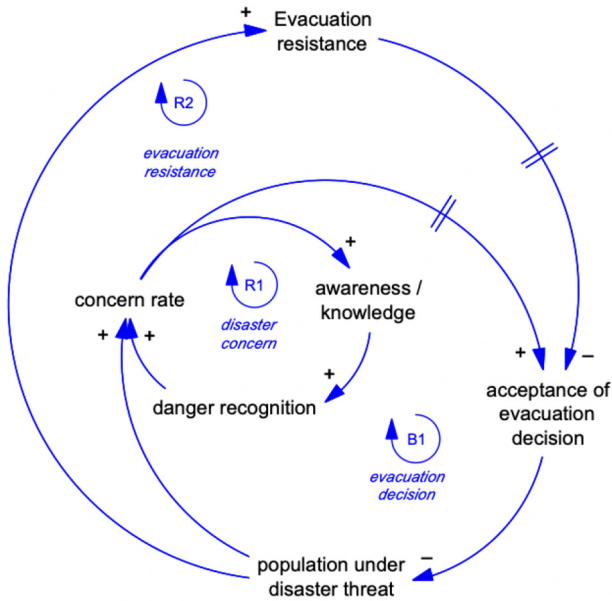 +
Evacuation
resistance
R2
evacuation
resistance
+
concern rate
R1
disaster
concern
awareness /
knowledge
+ +
+
danger recognition
+ –
acceptance of
evacuation
decision
B1
evacuation
decision
population under
disaster threat
–